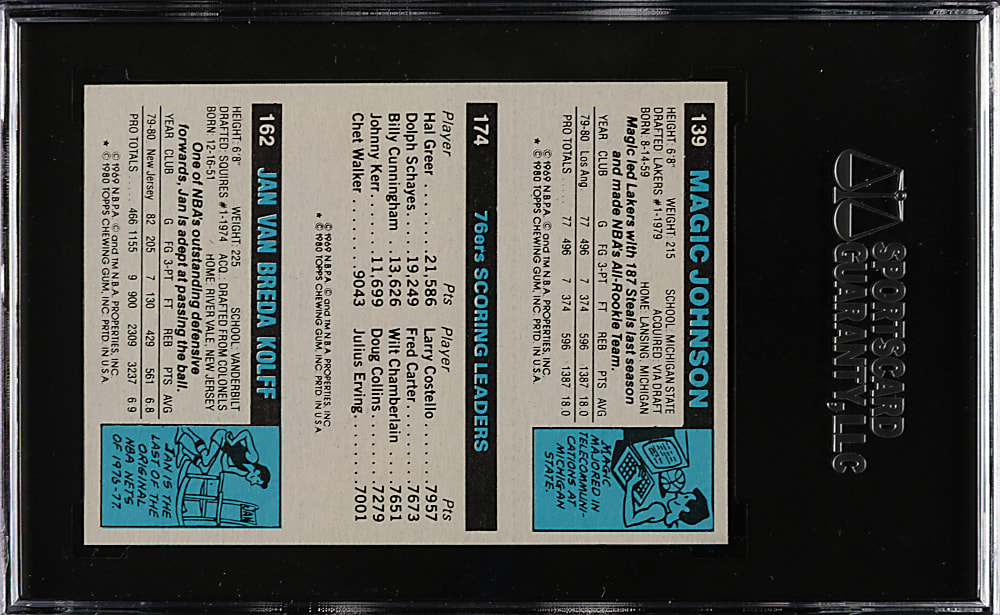 SPORTSCARD
GUARANTY, LLC
139 MAGIC JOHNSON
HEIGHT: 6'8" WEIGHT: 215 SCHOOL: MICHIGAN STATE
DRAFTED: LAKERS #1-1979 ACQUIRED: VIA DRAFT
BORN: 8-14-59 HOME: LANSING, MICHIGAN
Magic led Lakers with 187 Steals last season
and made NBA's All-Rookie Team.
YEAR CLUB G FG 3-PT FT REB PTS AVG
79-80 Los Ang. 77 496 7 374 596 1387 18.0
PRO TOTALS . . . . 77 496 7 374 596 1387 18.0
© 1969 N.B.P.A. © and TM N.B.A. PROPERTIES, INC.
* © 1980 TOPPS CHEWING GUM, INC. PRTD. IN U.S.A.
MAGIC
MAJORED IN
TELECOMMUNI-
CATIONS AT
MICHIGAN
STATE.
174 76ers SCORING LEADERS
Player Pts Player Pts
Hal Greer . . . . . . 21,586 Larry Costello . . . . . 7957
Dolph Schayes. . . . 19,249 Fred Carter . . . . . . . 7673
Billy Cunningham . 13,626 Wilt Chamberlain . . . 7651
Johnny Kerr . . . . . 11,699 Doug Collins. . . . . . 7279
Chet Walker . . . . . . . 9043 Julius Erving. . . . . . 7001
© 1969 N.B.P.A. © and TM N.B.A. PROPERTIES, INC.
* © 1980 TOPPS CHEWING GUM, INC. PRTD. IN U.S.A.
162 JAN VAN BREDA KOLFF
HEIGHT: 6'8" WEIGHT: 225 SCHOOL: VANDERBILT
DRAFTED: SQUIRES #1-1974 ACQ.: DRAFTED FROM COLONELS
BORN: 12-16-51 HOME: RIVER VALE, NEW JERSEY
One of NBA's outstanding defensive
forwards, Jan is adept at passing the ball.
YEAR CLUB G FG 3-PT FT REB PTS AVG
79-80 New Jersey 82 205 7 130 429 561 6.8
PRO TOTALS . . . . . 466 1155 9 900 2309 3237 6.9
© 1969 N.B.P.A. © and TM N.B.A. PROPERTIES, INC.
* © 1980 TOPPS CHEWING GUM, INC. PRTD. IN U.S.A.
JAN
JAN IS THE
LAST OF THE
ORIGINAL
NBA NETS
OF 1976-77.